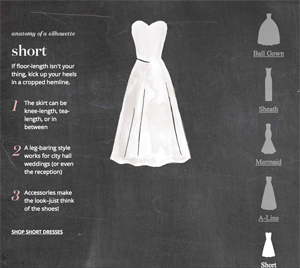 anatomy of a silhouette
short
If floor-length isn't your
thing, kick up your heels
in a cropped hemline.
1 The skirt can be
knee-length, tea-
length, or in
between
2 A leg-baring style
works for city hall
weddings (or even
the reception)
3 Accessories make
the look–just think
of the shoes!
SHOP SHORT DRESSES
Ball Gown
Sheath
Mermaid
A-Line
Short